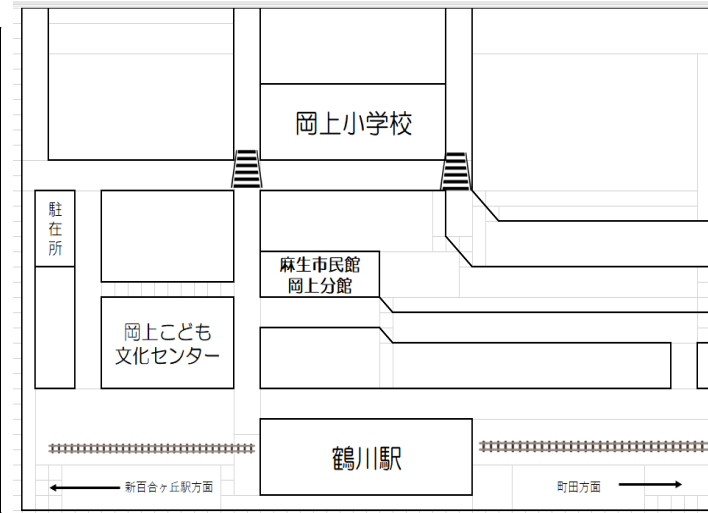 岡上小学校
駐在所
麻生市民館
岡上分館
岡上こども
文化センター
鶴川駅
新百合ヶ丘駅方面
町田方面